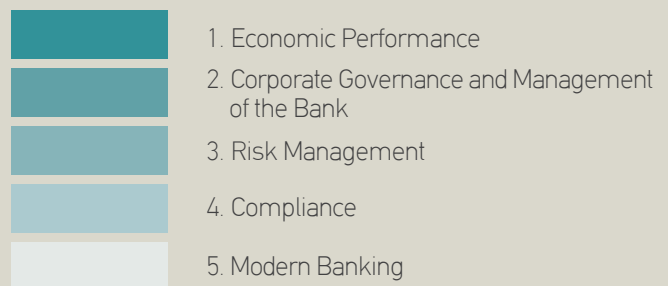 1. Economic Performance
2. Corporate Governance and Management
of the Bank
3. Risk Management
4. Compliance
5. Modern Banking